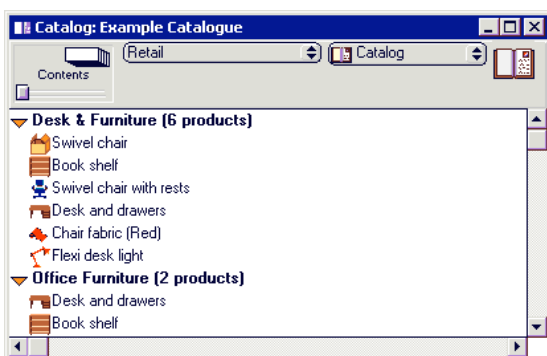 Catalog: Example Catalogue
Retail
Catalog
Contents
Desk & Furniture (6 products)
Swivel chair
Book shelf
Swivel chair with rests
Desk and drawers
Chair fabric (Red)
Flexi desk light
Office Furniture (2 products)
Desk and drawers
Book shelf